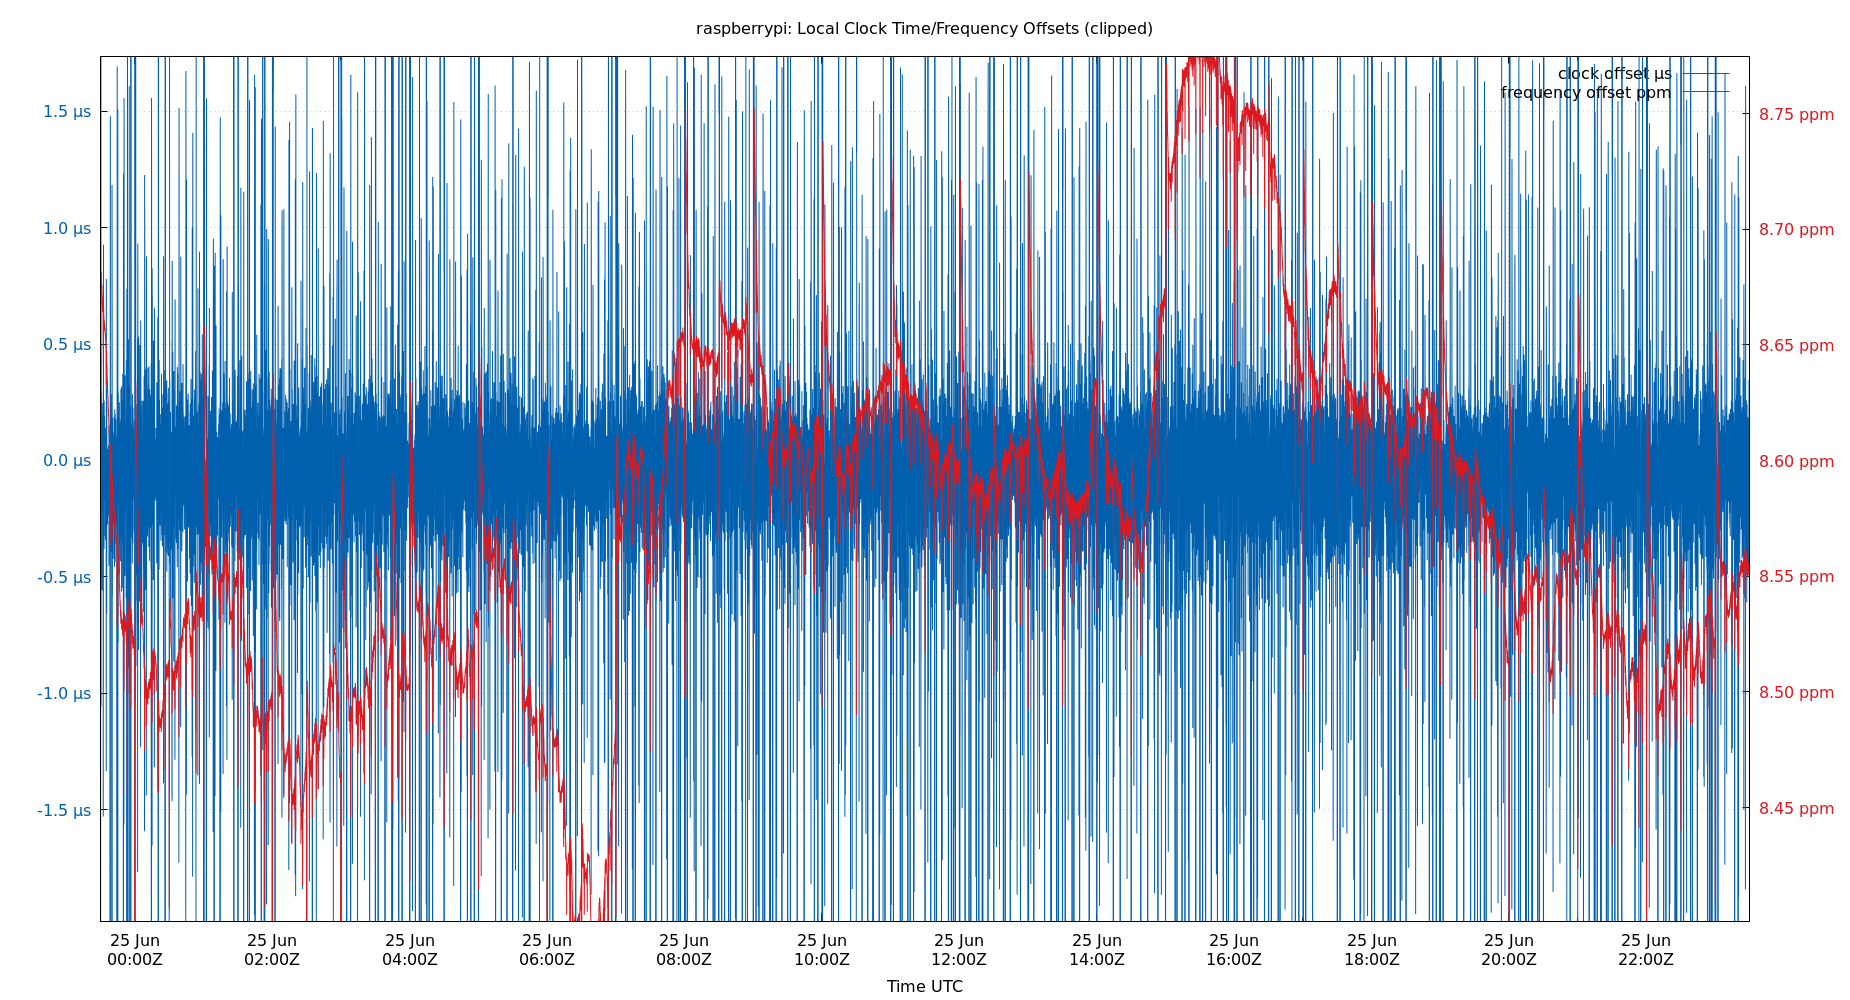 raspberrypi: Local Clock Time/Frequency Offsets (clipped)
clock offset µs
frequency offset ppm
1.5 µs
1.0 µs
0.5 µs
0.0 µs
-0.5 µs
-1.0 µs
-1.5 µs
8.75 ppm
8.70 ppm
8.65 ppm
8.60 ppm
8.55 ppm
8.50 ppm
8.45 ppm
25 Jun 25 Jun 25 Jun 25 Jun 25 Jun 25 Jun 25 Jun 25 Jun 25 Jun 25 Jun 25 Jun 25 Jun
00:00Z 02:00Z 04:00Z 06:00Z 08:00Z 10:00Z 12:00Z 14:00Z 16:00Z 18:00Z 20:00Z 22:00Z
Time UTC